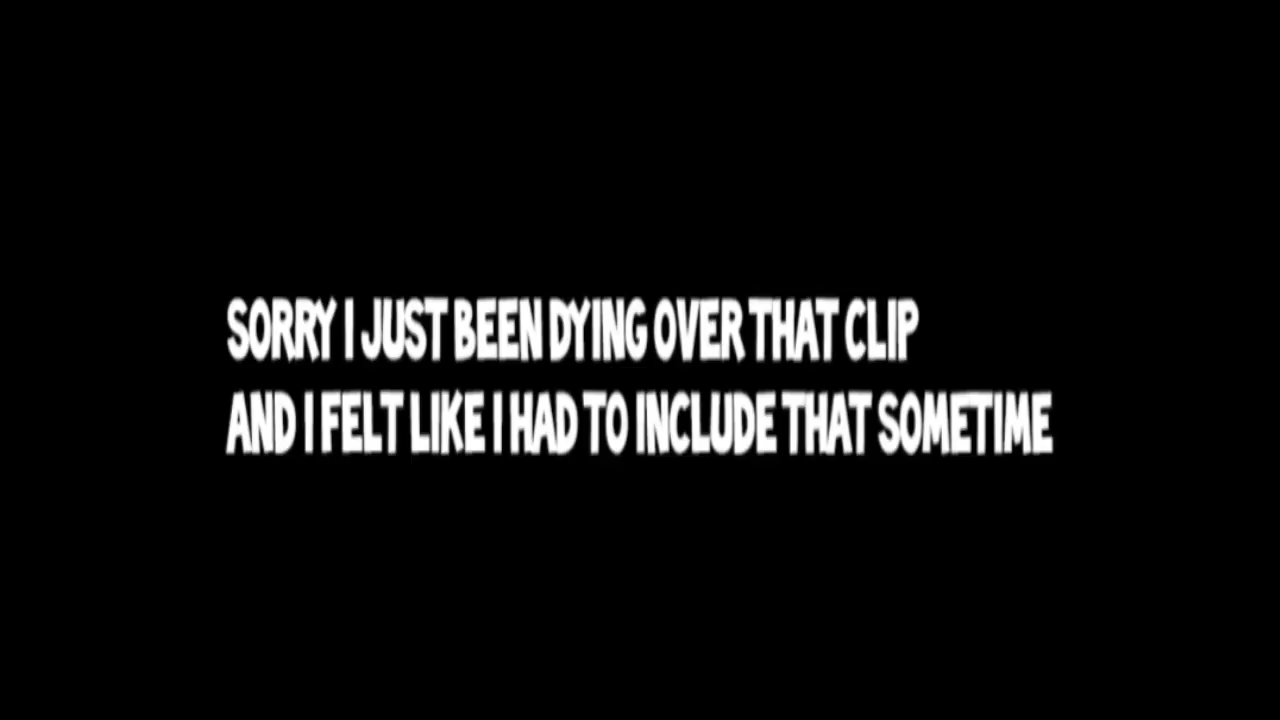 SORRY I JUST BEEN DYING OVER THAT CLIP
AND I FELT LIKE I HAD TO INCLUDE THAT SOMETIME